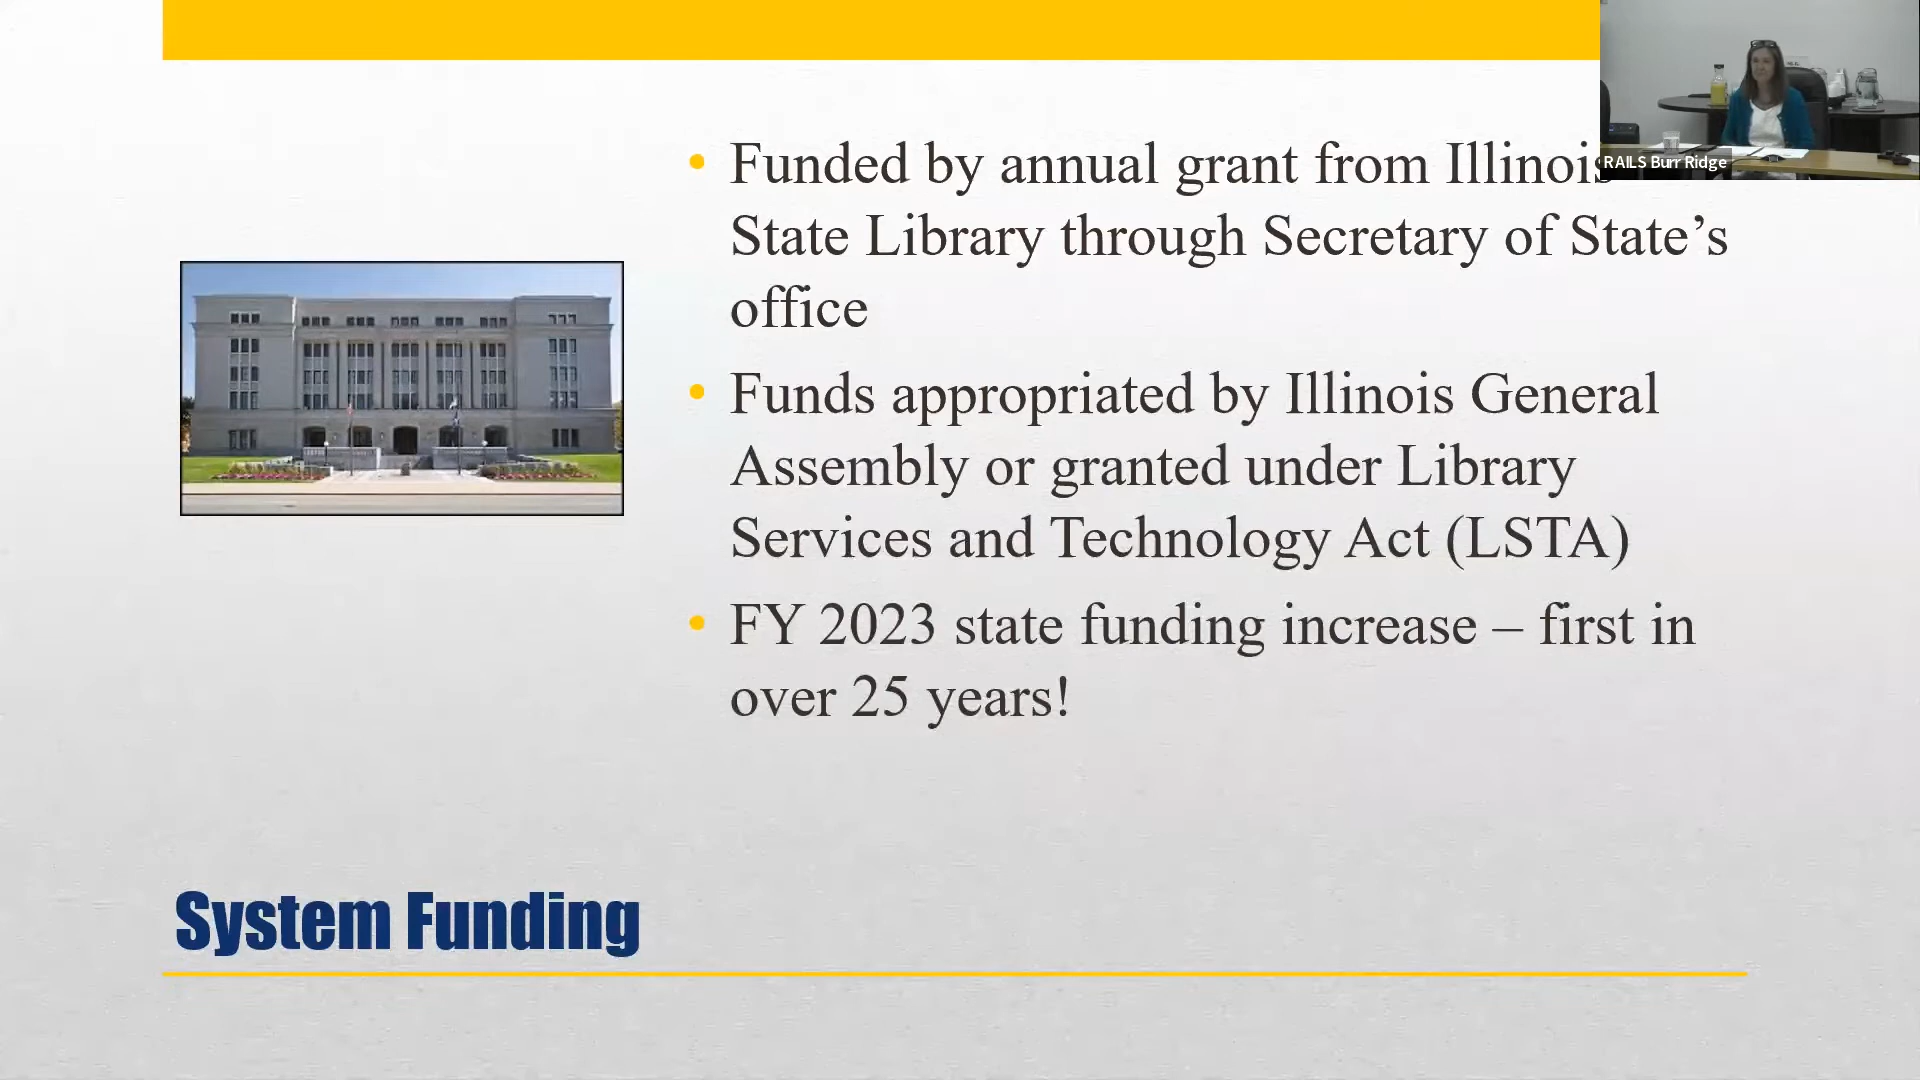 Funded by annual grant from Illinois
State Library through Secretary of State’s
office
Funds appropriated by Illinois General
Assembly or granted under Library
Services and Technology Act (LSTA)
FY 2023 state funding increase – first in
over 25 years!
System Funding
RAILS Burr Ridge